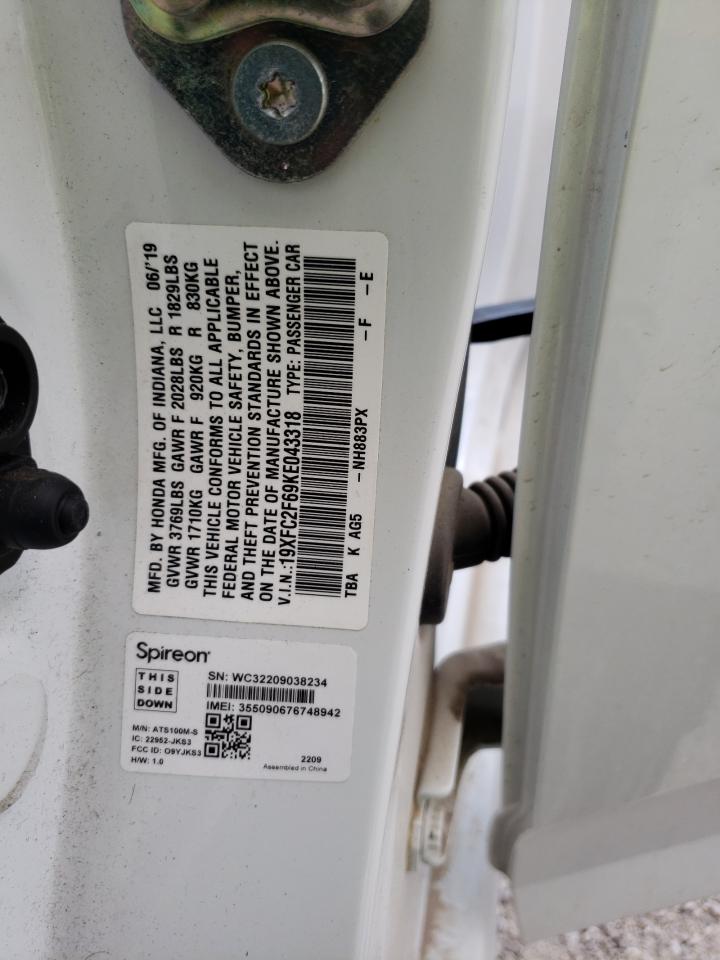 MFD. BY HONDA MFG. OF INDIANA, LLC 06/'19
GVWR 3769LBS GAWR F 2028LBS R 1829LBS
GVWR 1710KG GAWR F 920KG R 830KG
THIS VEHICLE CONFORMS TO ALL APPLICABLE
FEDERAL MOTOR VEHICLE SAFETY, BUMPER,
AND THEFT PREVENTION STANDARDS IN EFFECT
ON THE DATE OF MANUFACTURE SHOWN ABOVE.
V.I.N.:19XFC2F69KE043318 TYPE: PASSENGER CAR
TBA K AG5 -NH883PX -F -E
Spireon
THIS
SIDE
DOWN
SN: WC32209038234
IMEI: 355090676748942
M/N: ATS100M-S
IC: 22952-JKS3
FCC ID: O9YJKS3
H/W: 1.0
2209
Assembled in China